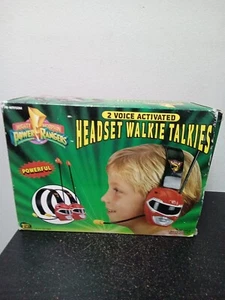 MIGHTY MORPHIN
POWER RANGERS
2 VOICE ACTIVATED
HEADSET WALKIE TALKIES
POWERFUL